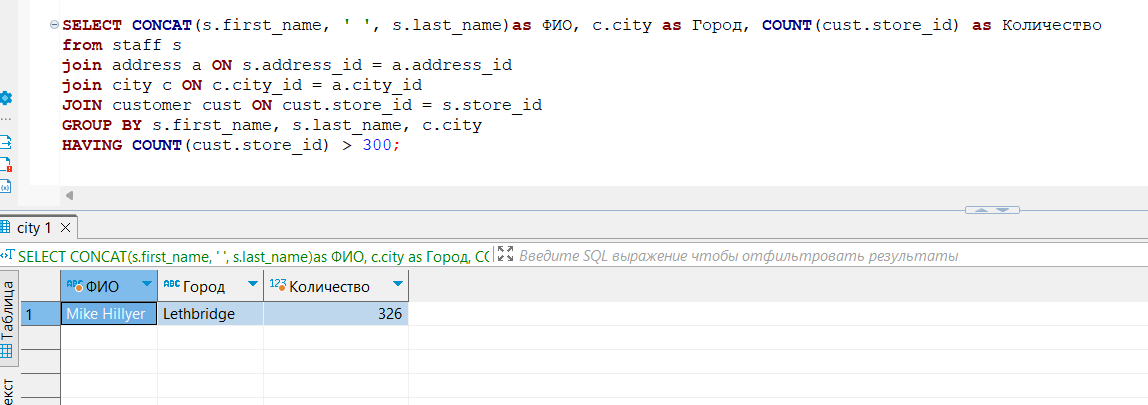 SELECT CONCAT(s.first_name, ' ', s.last_name)as ФИО, c.city as Город, COUNT(cust.store_id) as Количество
from staff s
join address a ON s.address_id = a.address_id
join city c ON c.city_id = a.city_id
JOIN customer cust ON cust.store_id = s.store_id
GROUP BY s.first_name, s.last_name, c.city
HAVING COUNT(cust.store_id) > 300;
city 1
SELECT CONCAT(s.first_name, ' ', s.last_name)as ФИО, c.city as Город, CO
Введите SQL выражение чтобы отфильтровать результаты
Таблица
ABC ФИО ABC Город 123 Количество
1 Mike Hillyer Lethbridge 326
екст